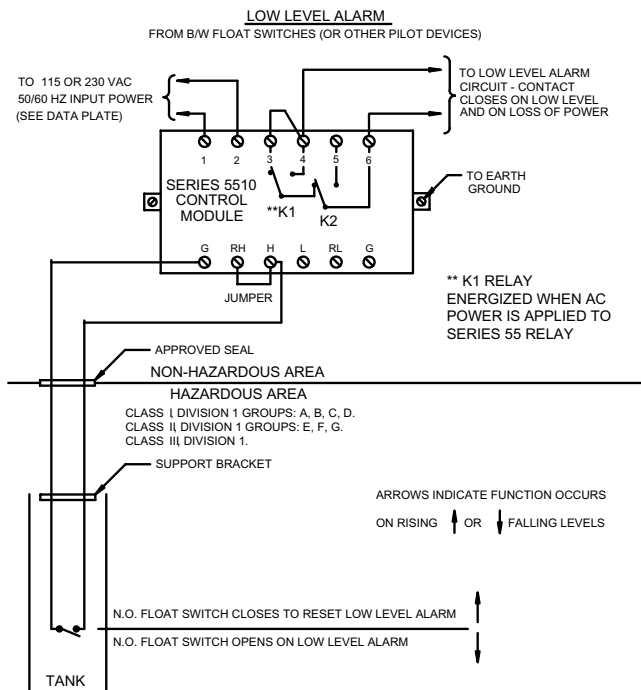 LOW LEVEL ALARM
FROM B/W FLOAT SWITCHES (OR OTHER PILOT DEVICES)
TO 115 OR 230 VAC
50/60 HZ INPUT POWER
(SEE DATA PLATE)
TO LOW LEVEL ALARM
CIRCUIT - CONTACT
CLOSES ON LOW LEVEL
AND ON LOSS OF POWER
1 2 3 4 5 6
SERIES 5510
CONTROL
MODULE
**K1
K2
TO EARTH
GROUND
G RH H L RL G
JUMPER
** K1 RELAY
ENERGIZED WHEN AC
POWER IS APPLIED TO
SERIES 55 RELAY
APPROVED SEAL
NON-HAZARDOUS AREA
HAZARDOUS AREA
CLASS I, DIVISION 1 GROUPS: A, B, C, D.
CLASS II, DIVISION 1 GROUPS: E, F, G.
CLASS III, DIVISION 1.
SUPPORT BRACKET
ARROWS INDICATE FUNCTION OCCURS
ON RISING OR FALLING LEVELS
N.O. FLOAT SWITCH CLOSES TO RESET LOW LEVEL ALARM
N.O. FLOAT SWITCH OPENS ON LOW LEVEL ALARM
TANK